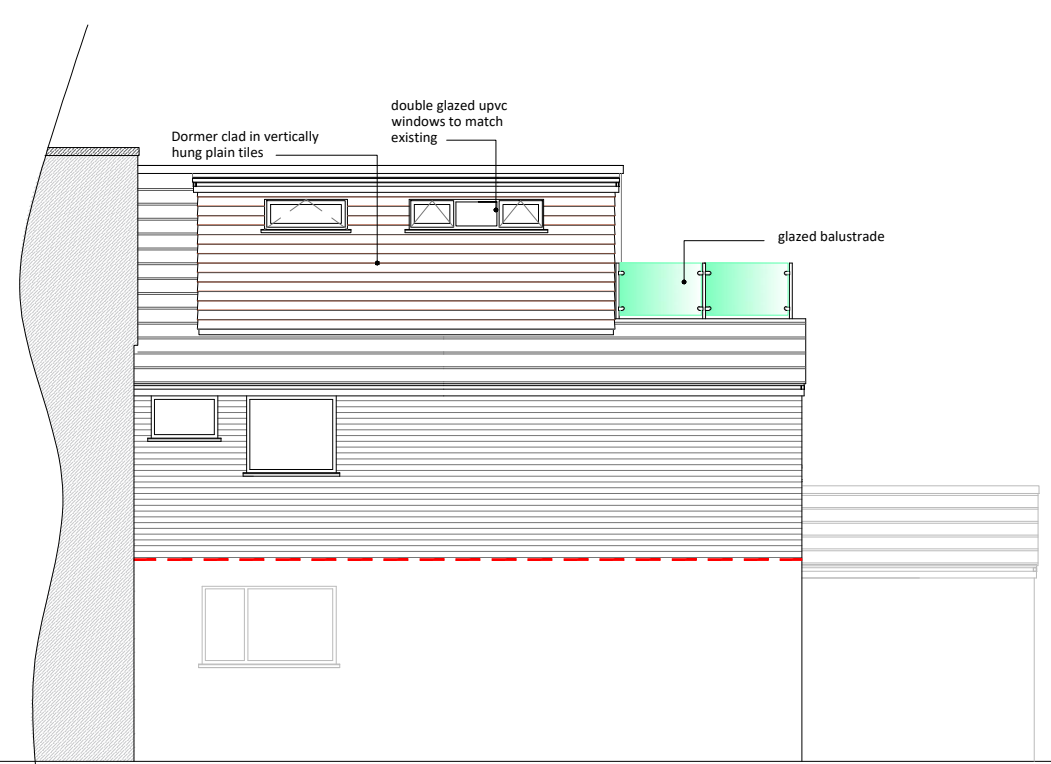 double glazed upvc
windows to match
existing
Dormer clad in vertically
hung plain tiles
glazed balustrade